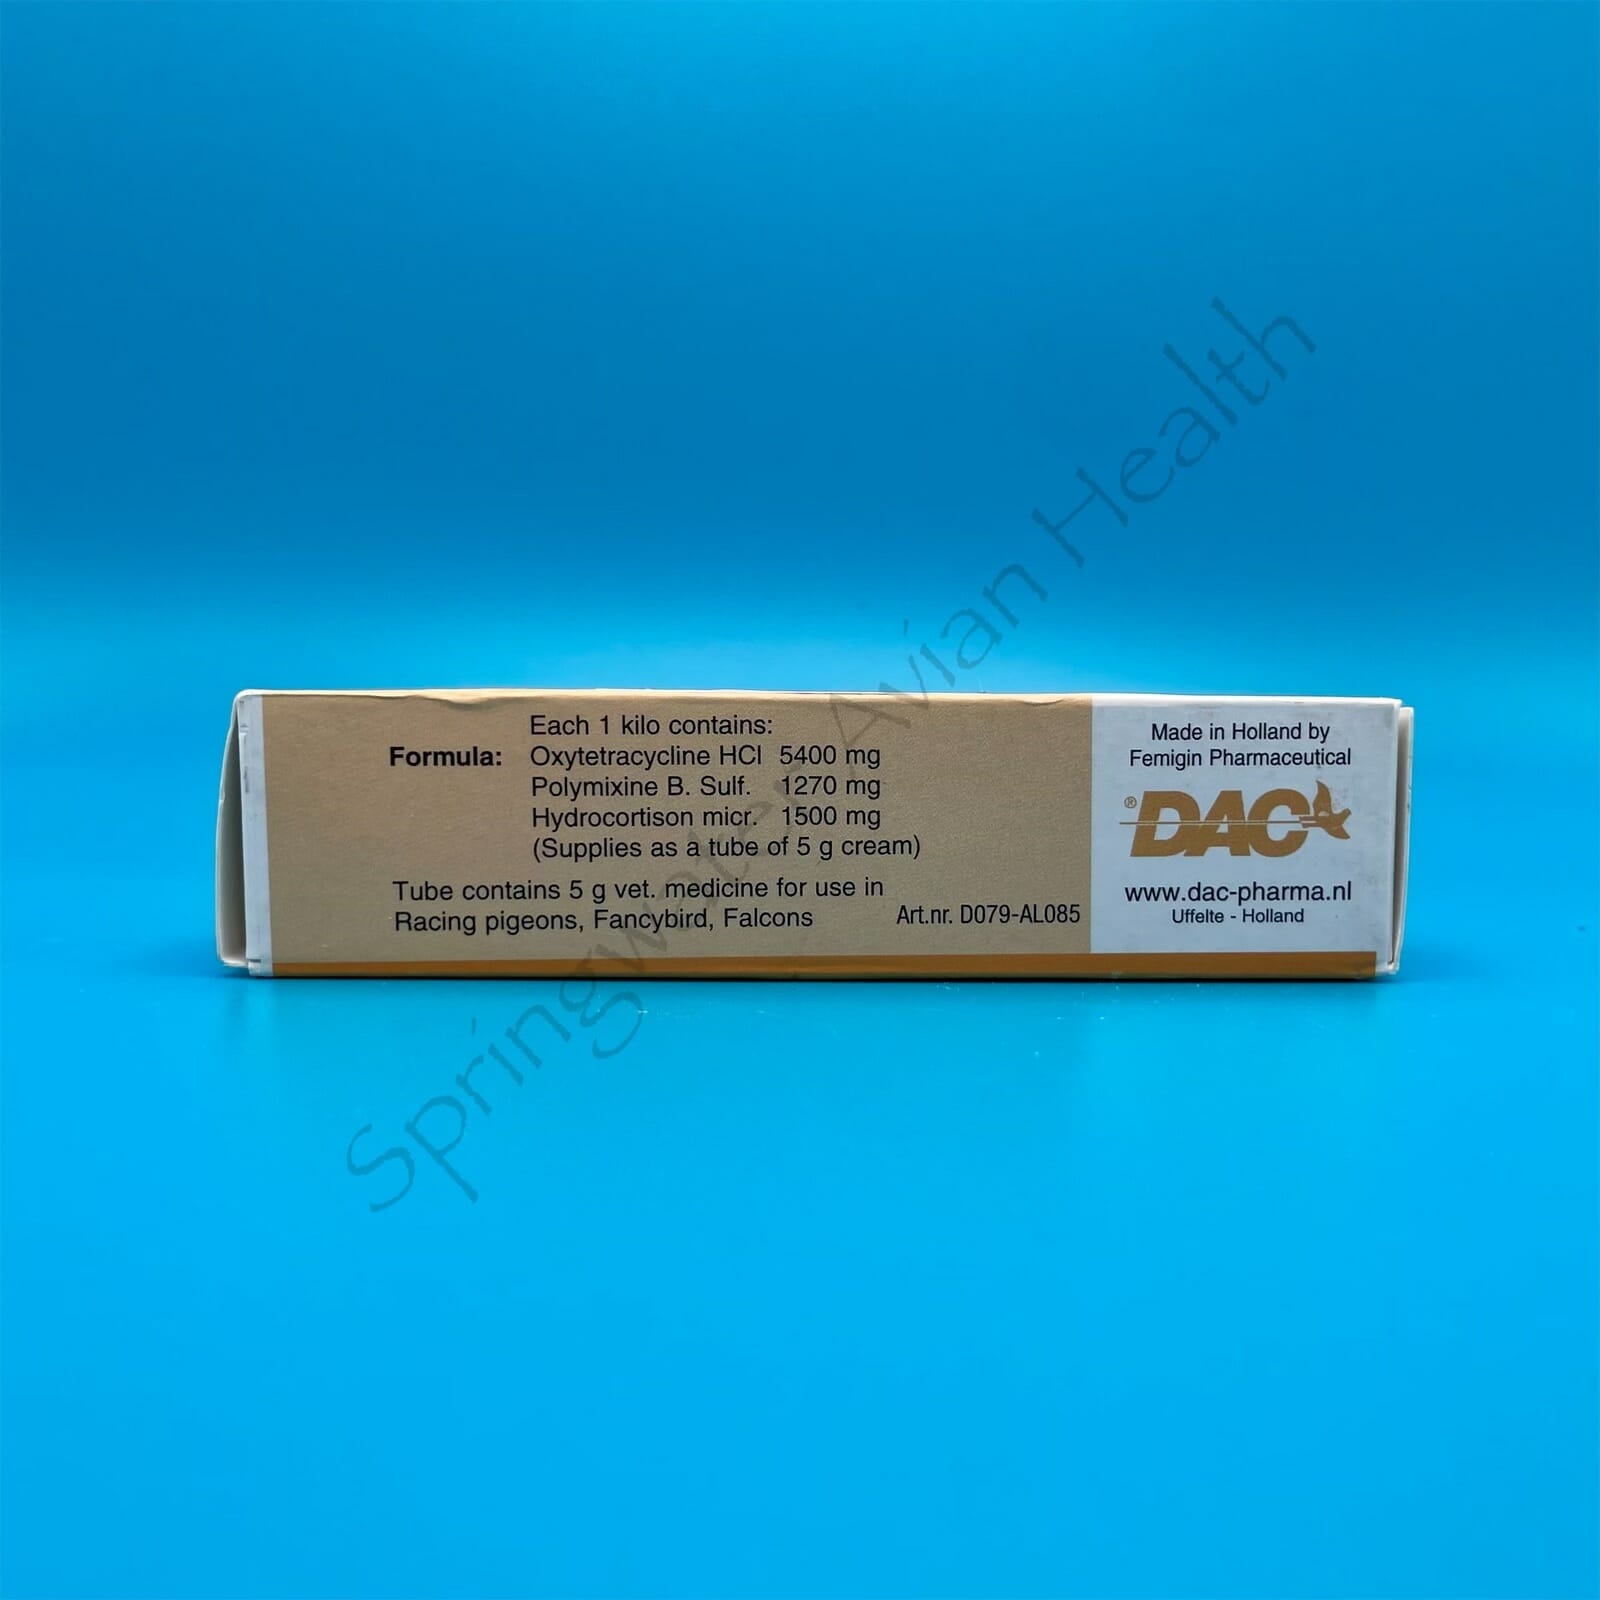 Each 1 kilo contains:
Formula: Oxytetracycline HCl 5400 mg
Polymixine B. Sulf. 1270 mg
Hydrocortison micr. 1500 mg
(Supplies as a tube of 5 g cream)
Tube contains 5 g vet. medicine for use in
Racing pigeons, Fancybird, Falcons
Art.nr. D079-AL085
Made in Holland by
Femigin Pharmaceutical
® DAC
www.dac-pharma.nl
Uffelte - Holland
Springwater Avian Health